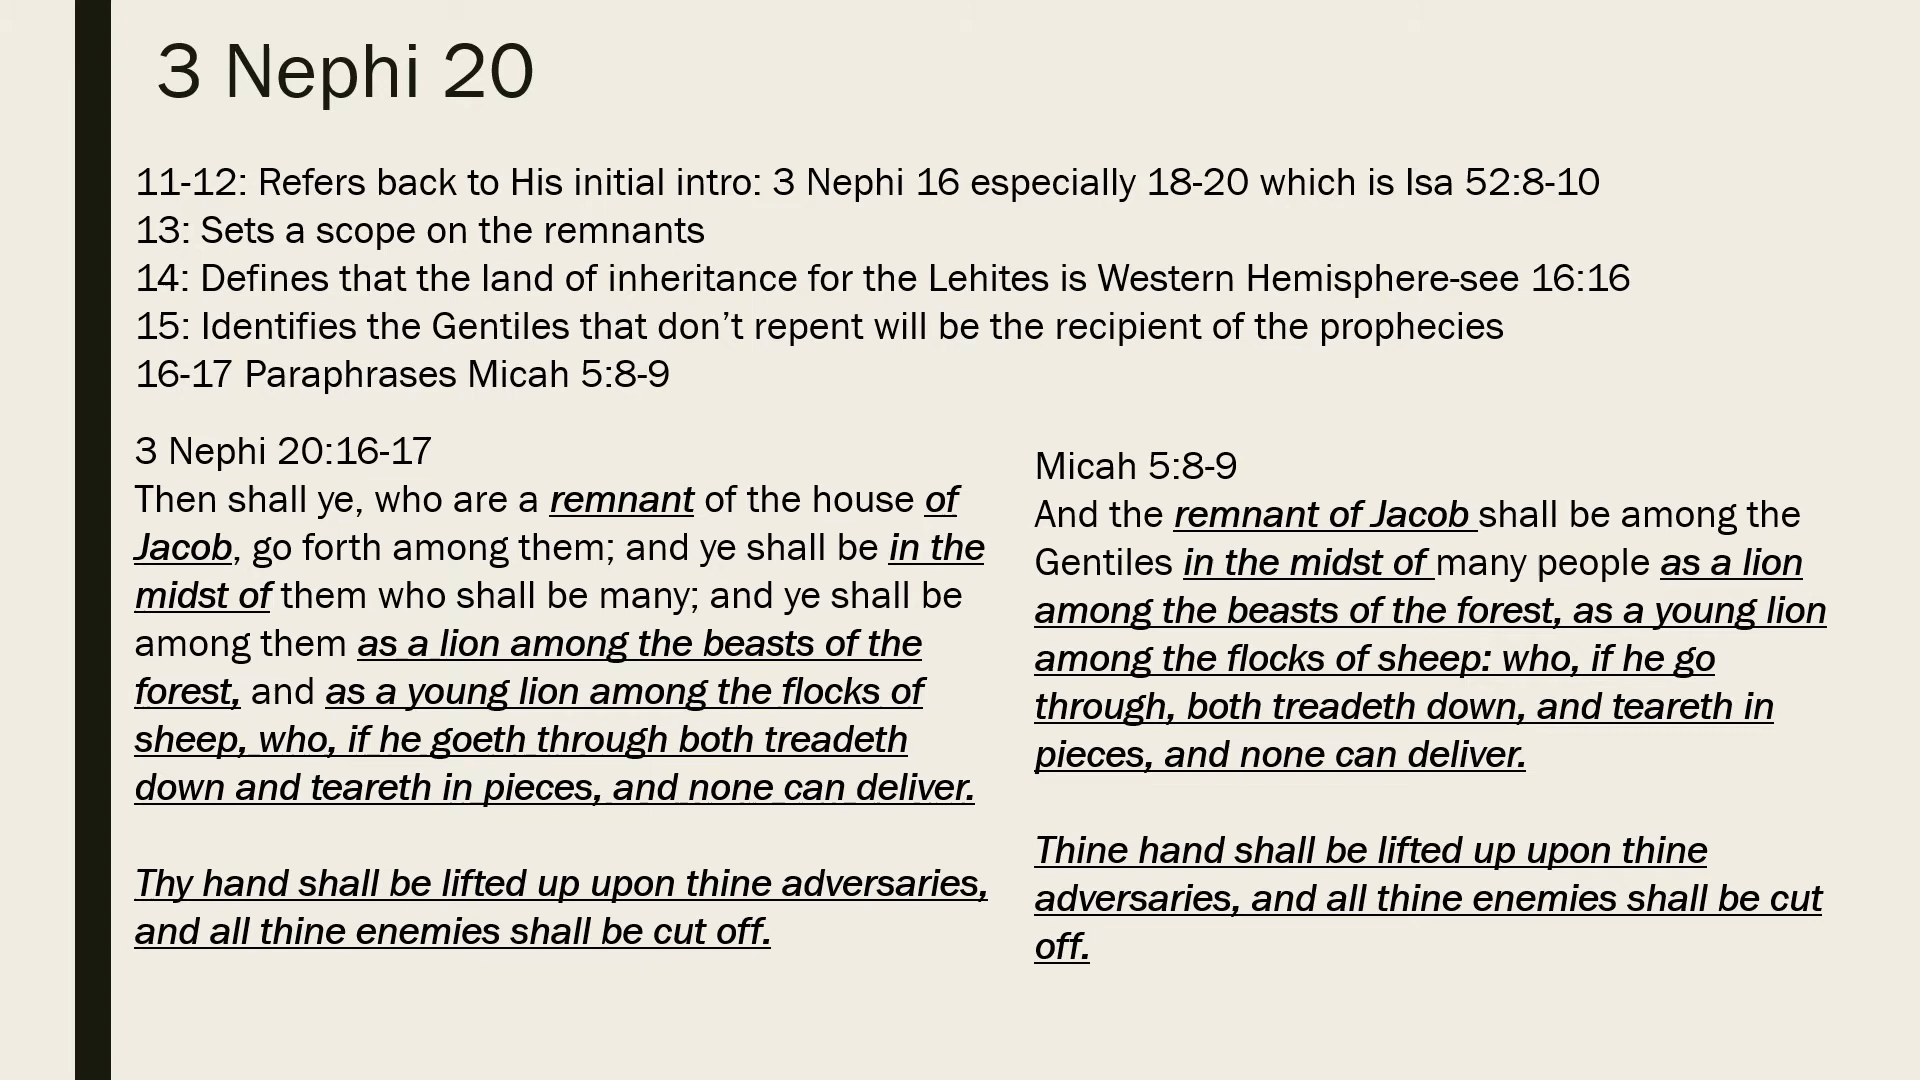 3 Nephi 20
11-12: Refers back to His initial intro: 3 Nephi 16 especially 18-20 which is Isa 52:8-10
13: Sets a scope on the remnants
14: Defines that the land of inheritance for the Lehites is Western Hemisphere-see 16:16
15: Identifies the Gentiles that don’t repent will be the recipient of the prophecies
16-17 Paraphrases Micah 5:8-9
3 Nephi 20:16-17
Then shall ye, who are a remnant of the house of
Jacob, go forth among them; and ye shall be in the
midst of them who shall be many; and ye shall be
among them as a lion among the beasts of the
forest, and as a young lion among the flocks of
sheep, who, if he goeth through both treadeth
down and teareth in pieces, and none can deliver.
Thy hand shall be lifted up upon thine adversaries,
and all thine enemies shall be cut off.
Micah 5:8-9
And the remnant of Jacob shall be among the
Gentiles in the midst of many people as a lion
among the beasts of the forest, as a young lion
among the flocks of sheep: who, if he go
through, both treadeth down, and teareth in
pieces, and none can deliver.
Thine hand shall be lifted up upon thine
adversaries, and all thine enemies shall be cut
off.